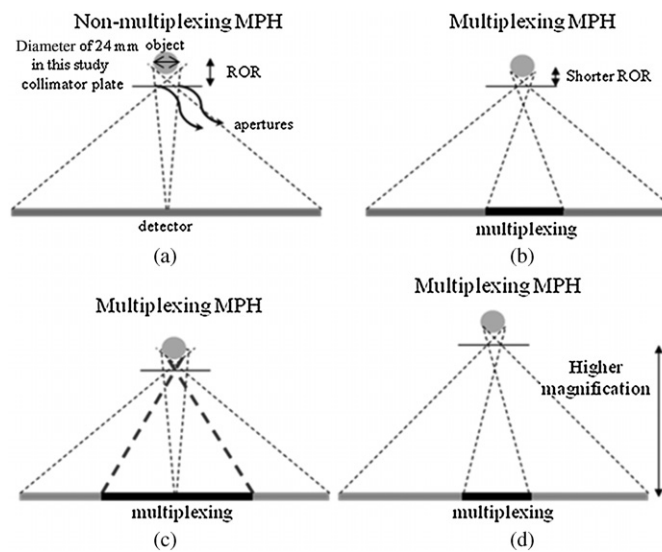 Non-multiplexing MPH
Diameter of 24 mm object
in this study
collimator plate
ROR
apertures
detector
(a)
Multiplexing MPH
Shorter ROR
multiplexing
(b)
Multiplexing MPH
multiplexing
(c)
Multiplexing MPH
Higher
magnification
multiplexing
(d)